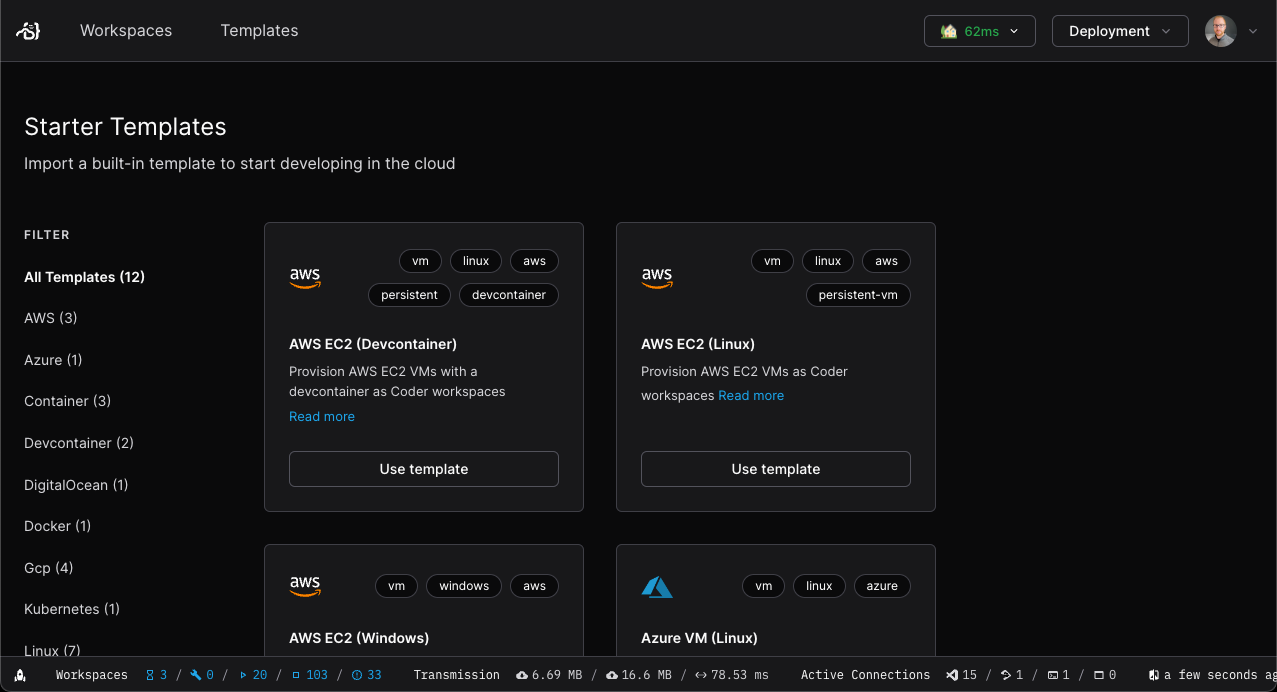 Workspaces Templates 62ms Deployment
Starter Templates
Import a built-in template to start developing in the cloud
FILTER
All Templates (12)
AWS (3)
Azure (1)
Container (3)
Devcontainer (2)
DigitalOcean (1)
Docker (1)
Gcp (4)
Kubernetes (1)
Linux (7)
aws
vm linux aws
persistent devcontainer
AWS EC2 (Devcontainer)
Provision AWS EC2 VMs with a
devcontainer as Coder workspaces
Read more
Use template
aws
vm linux aws
persistent-vm
AWS EC2 (Linux)
Provision AWS EC2 VMs as Coder
workspaces Read more
Use template
aws
vm windows aws
AWS EC2 (Windows)
vm linux azure
Azure VM (Linux)
Workspaces 3 / 0 / 20 / 103 / 33 Transmission 6.69 MB / 16.6 MB / 78.53 ms Active Connections 15 / 1 / 1 / 0 a few seconds